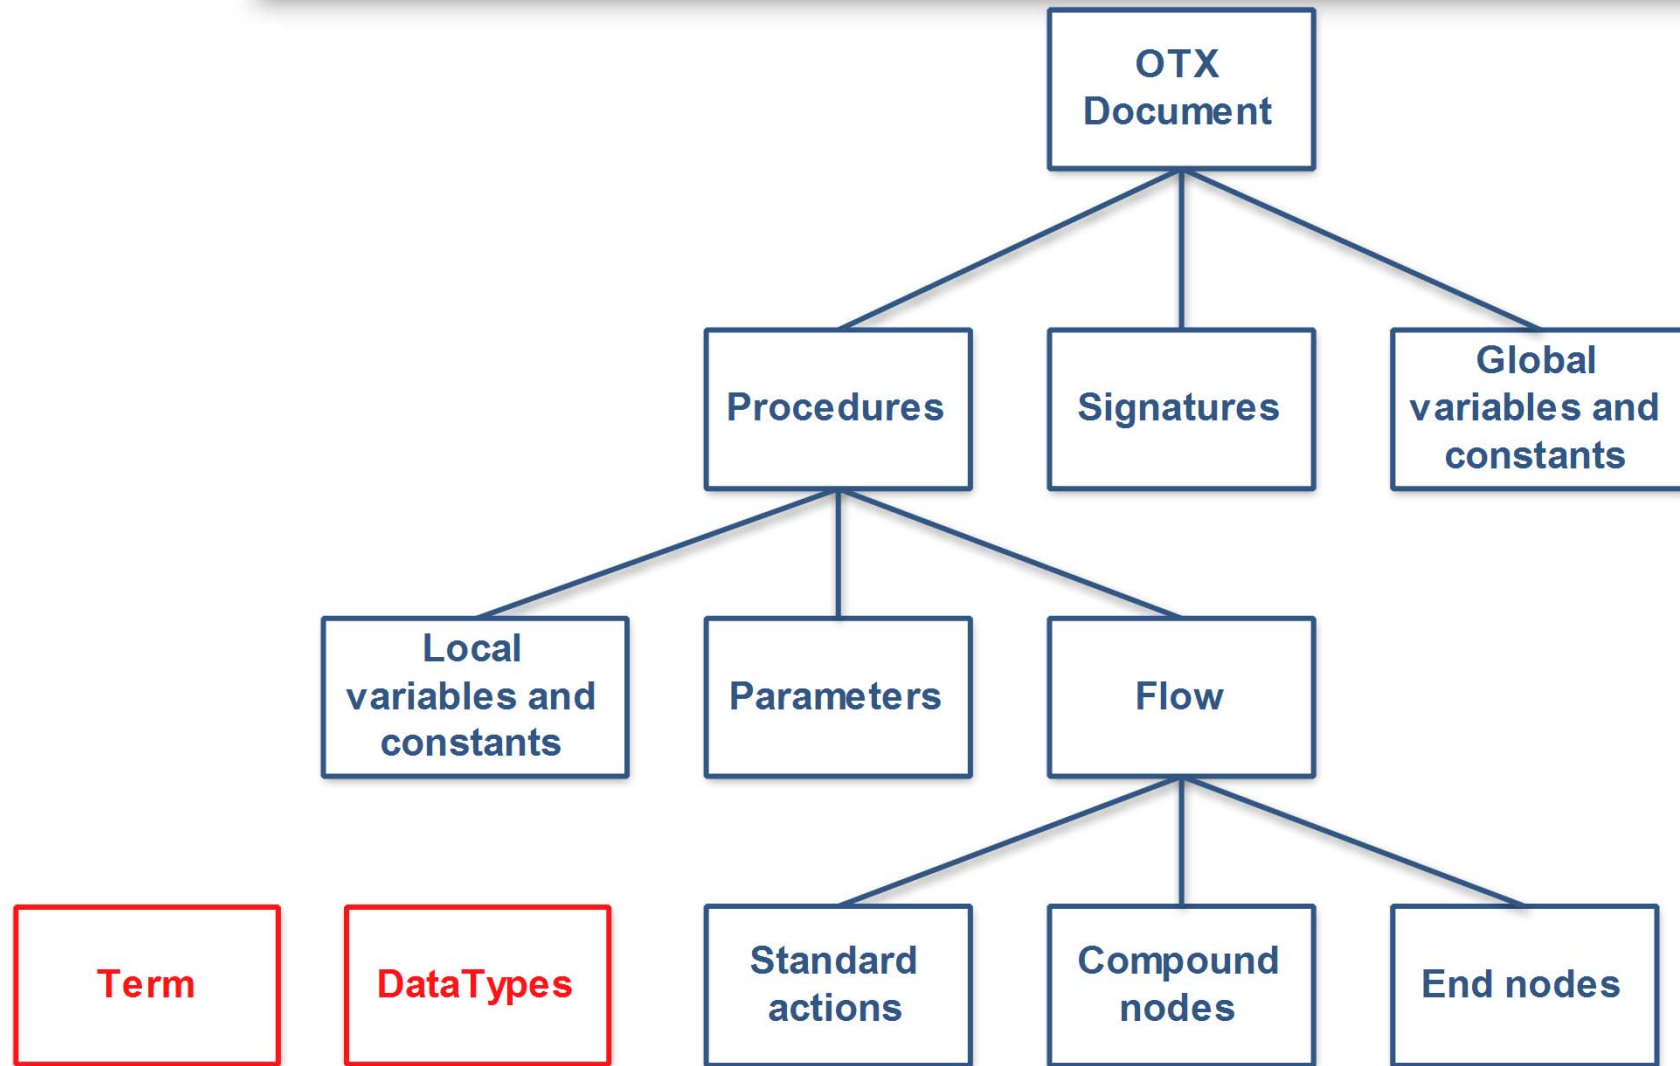 OTX
Document
Procedures
Signatures
Global
variables and
constants
Local
variables and
constants
Parameters
Flow
Term
DataTypes
Standard
actions
Compound
nodes
End nodes